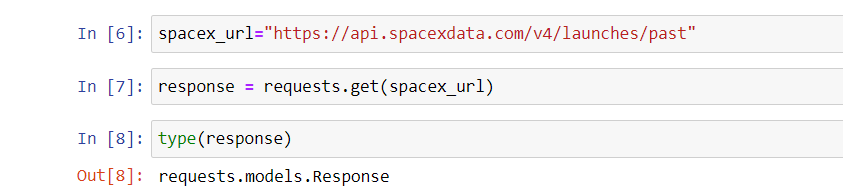 In [6]: spacex_url="https://api.spacexdata.com/v4/launches/past"
In [7]: response = requests.get(spacex_url)
In [8]: type(response)
Out[8]: requests.models.Response